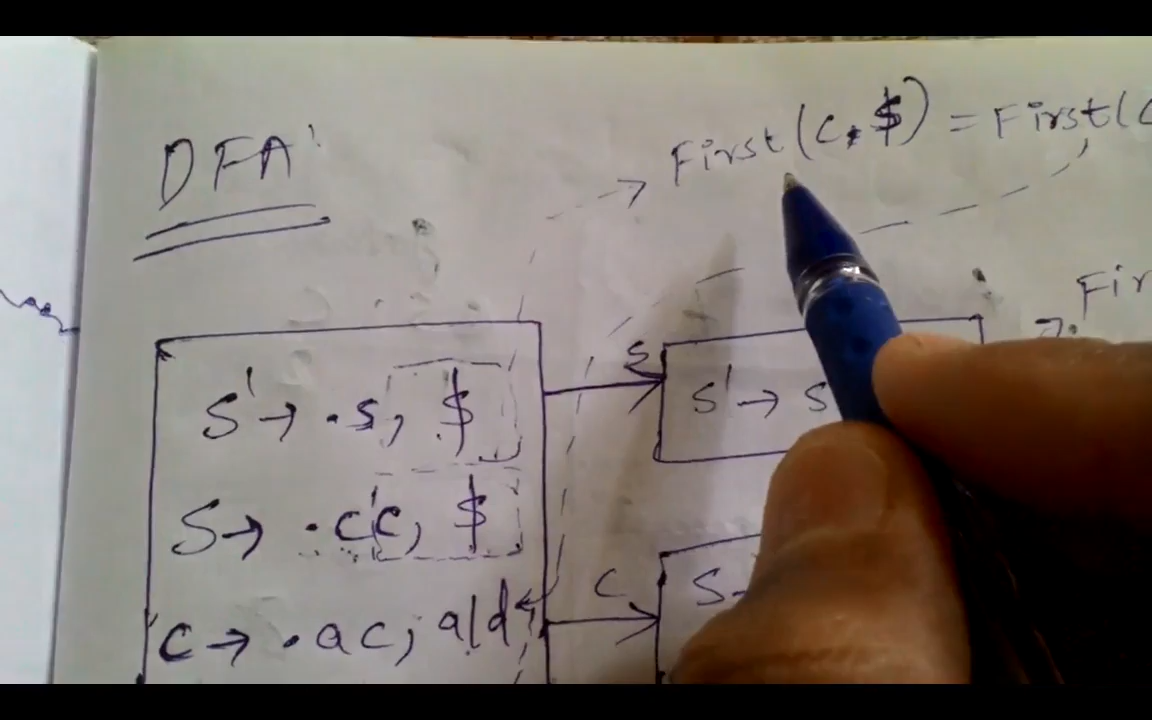 DFA'
First(C,$) = First(C
Fir
S' → .S, $
S
S' → S
S → .CC, $
C
S
C → .aC, a|d